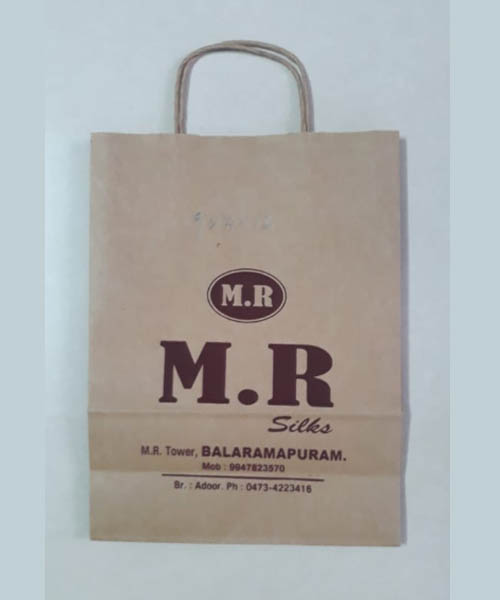 M.R
M.R
Silks
M.R. Tower, BALARAMAPURAM.
Mob : 9947823570
Br. : Adoor. Ph : 0473-4223416